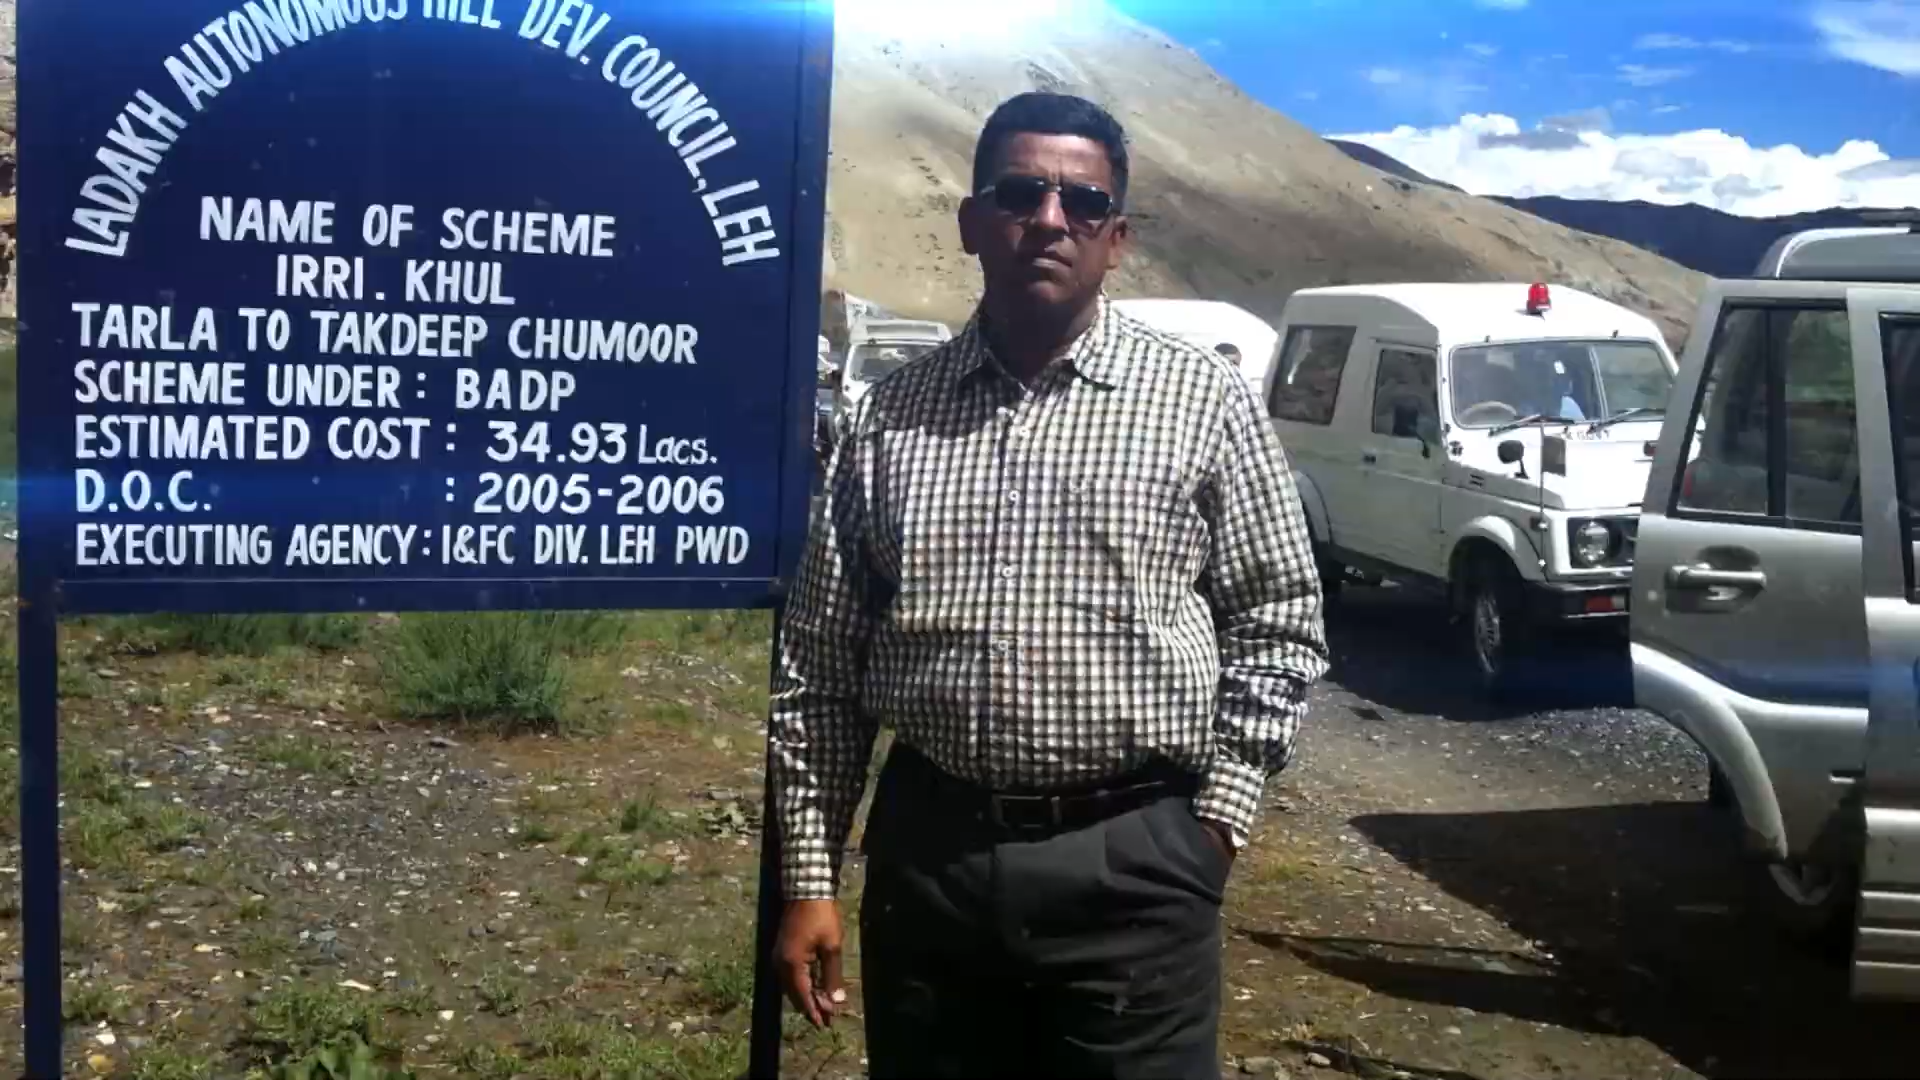 LADAKH AUTONOMOUS HILL DEV. COUNCIL, LEH
NAME OF SCHEME
IRRI. KHUL
TARLA TO TAKDEEP CHUMOOR
SCHEME UNDER : BADP
ESTIMATED COST : 34.93 Lacs.
D.O.C. : 2005-2006
EXECUTING AGENCY : I&FC DIV. LEH PWD